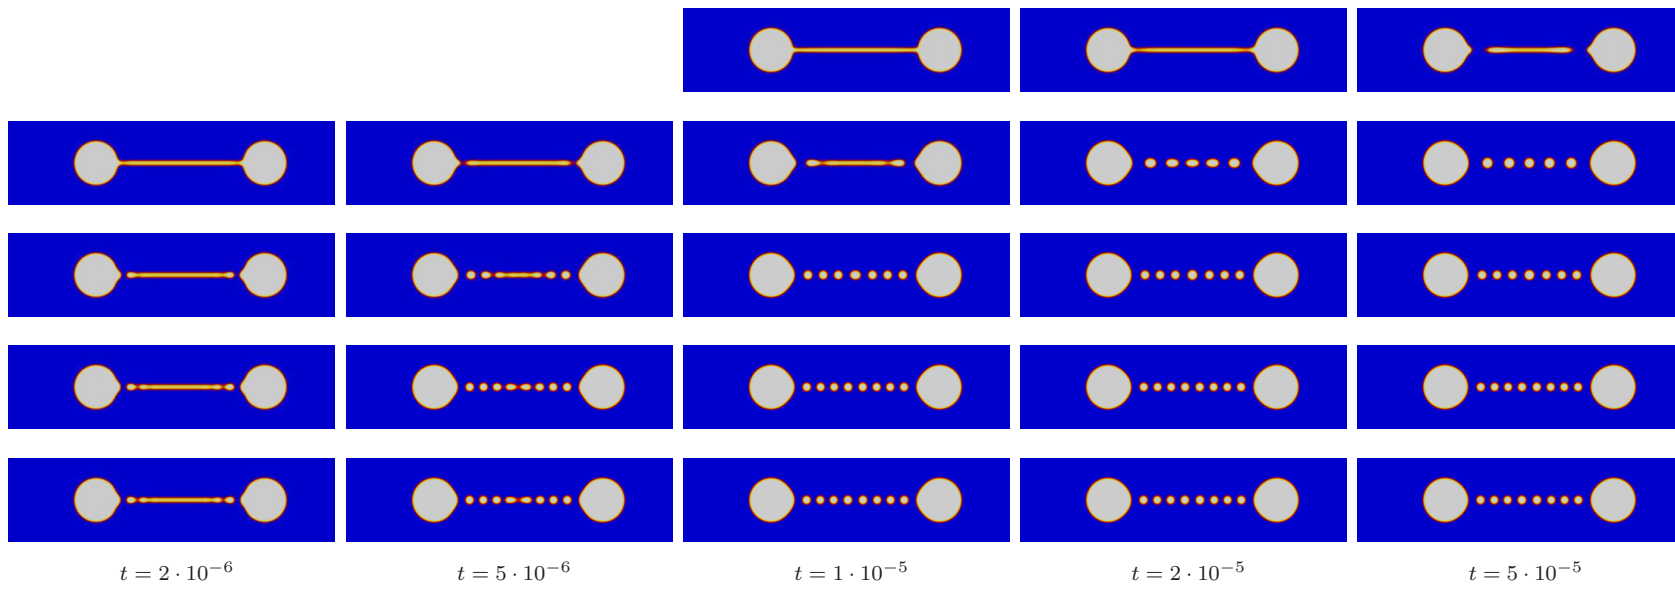 t = 2 · 10⁻⁶ t = 5 · 10⁻⁶ t = 1 · 10⁻⁵ t = 2 · 10⁻⁵ t = 5 · 10⁻⁵